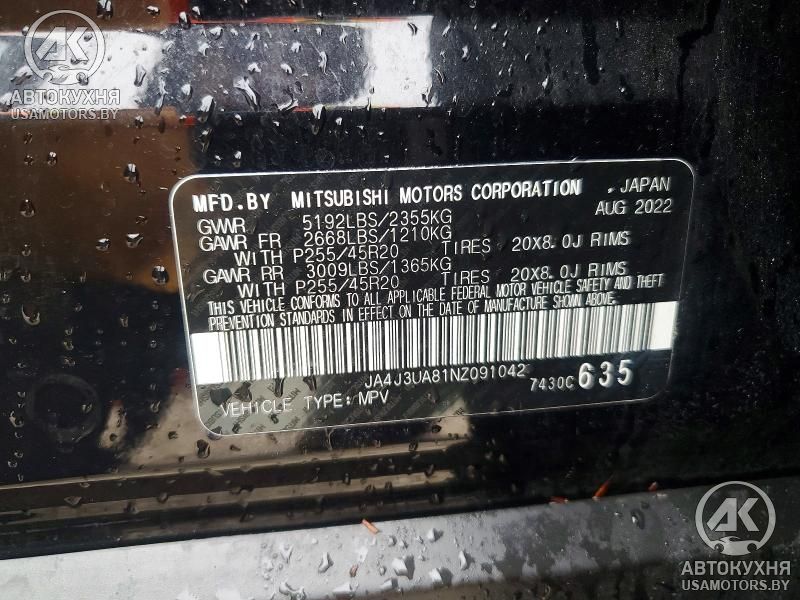 АК
АВТОКУХНЯ
USAMOTORS.BY
MFD.BY MITSUBISHI MOTORS CORPORATION , JAPAN
GWWR 5192LBS/2355KG AUG 2022
GAWR FR 2668LBS/1210KG
WITH P255/45R20 TIRES 20X8.0J RIMS
GAWR RR 3009LBS/1365KG
WITH P255/45R20 TIRES 20X8.0J RIMS
THIS VEHICLE CONFORMS TO ALL APPLICABLE FEDERAL MOTOR VEHICLE SAFETY AND THEFT
PREVENTION STANDARDS IN EFFECT ON THE DATE OF MANUFACTURE SHOWN ABOVE.
JA4J3UA81NZ091042 7430C 635
VEHICLE TYPE: MPV
АК
АВТОКУХНЯ
USAMOTORS.BY